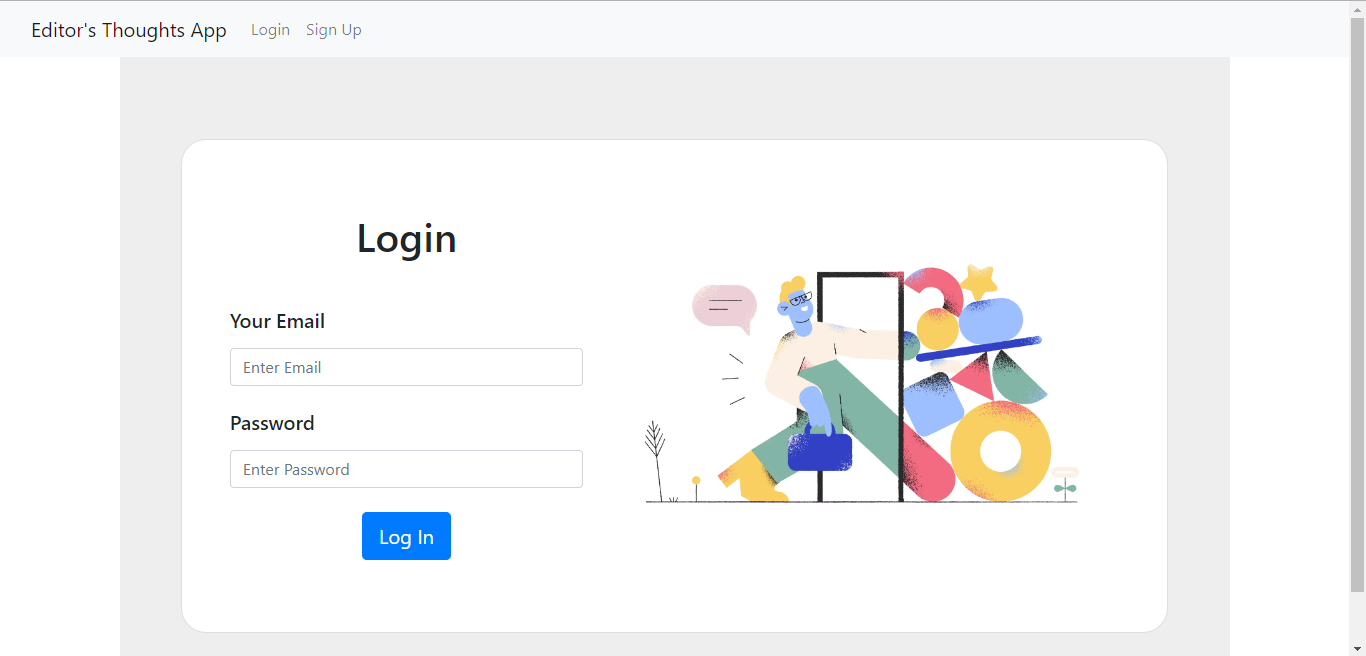 Editor's Thoughts App Login Sign Up
Login
Your Email
Enter Email
Password
Enter Password
Log In